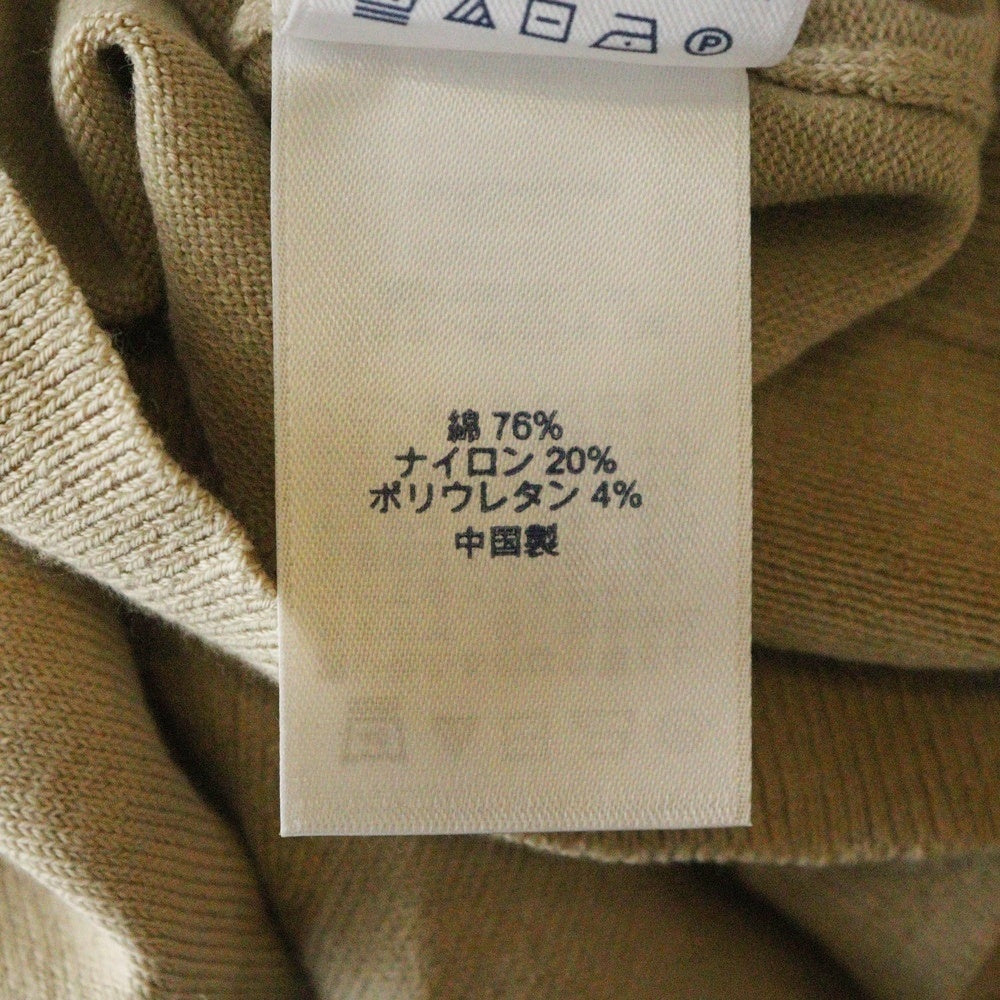 綿 76%
ナイロン 20%
ポリウレタン 4%
中国製
P